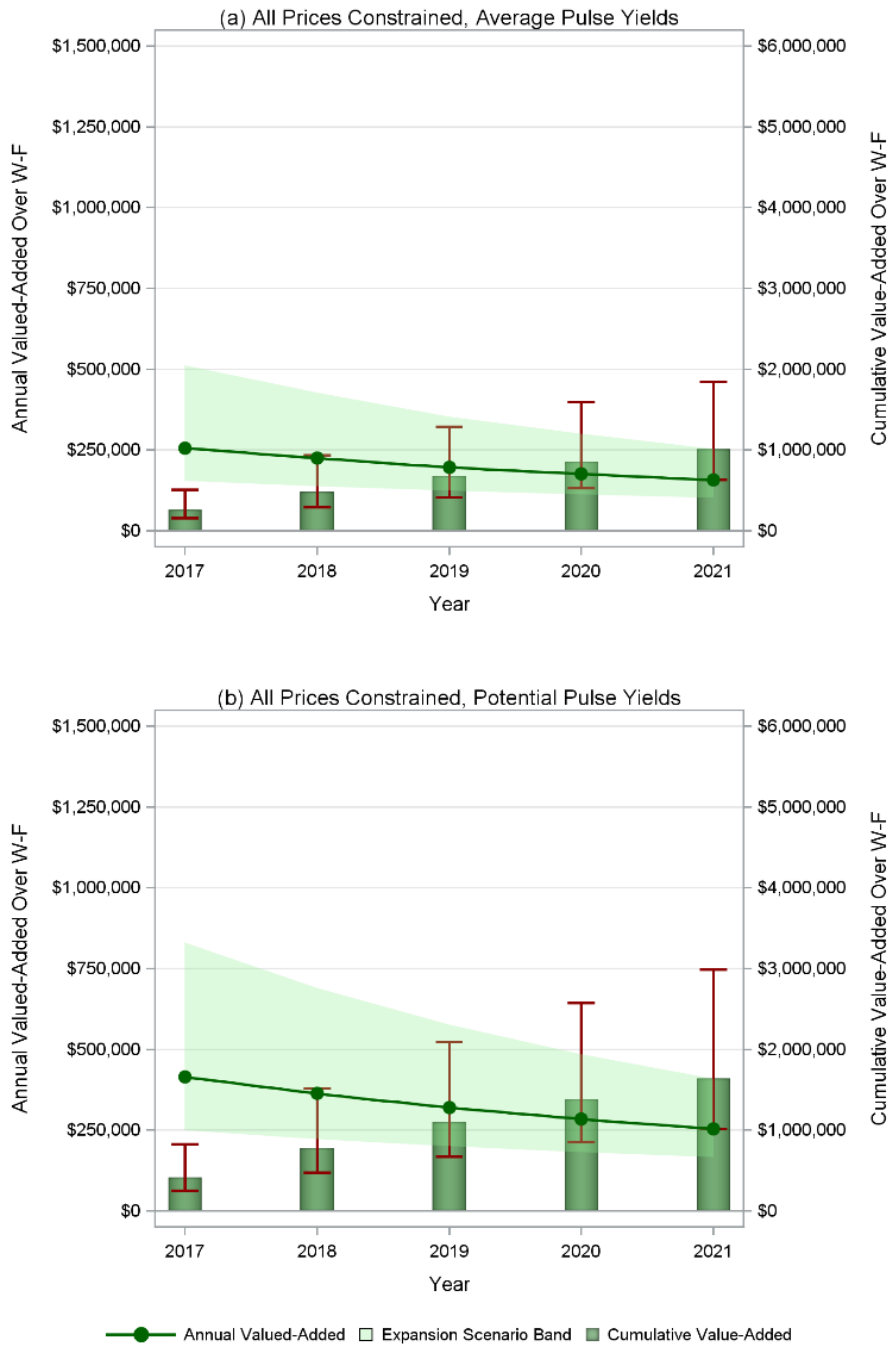 (a) All Prices Constrained, Average Pulse Yields
$1,500,000
$1,250,000
$1,000,000
$750,000
$500,000
$250,000
$0
Annual Valued-Added Over W-F
$6,000,000
$5,000,000
$4,000,000
$3,000,000
$2,000,000
$1,000,000
$0
Cumulative Value-Added Over W-F
2017 2018 2019 2020 2021
Year
(b) All Prices Constrained, Potential Pulse Yields
$1,500,000
$1,250,000
$1,000,000
$750,000
$500,000
$250,000
$0
Annual Valued-Added Over W-F
$6,000,000
$5,000,000
$4,000,000
$3,000,000
$2,000,000
$1,000,000
$0
Cumulative Value-Added Over W-F
2017 2018 2019 2020 2021
Year
Annual Valued-Added Expansion Scenario Band Cumulative Value-Added